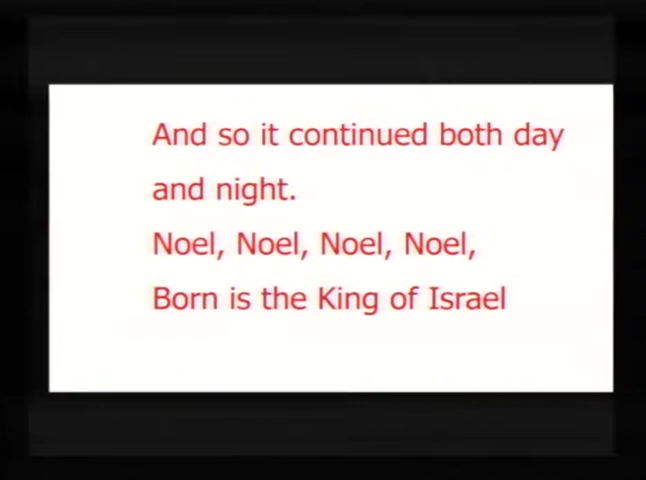 And so it continued both day
and night.
Noel, Noel, Noel, Noel,
Born is the King of Israel